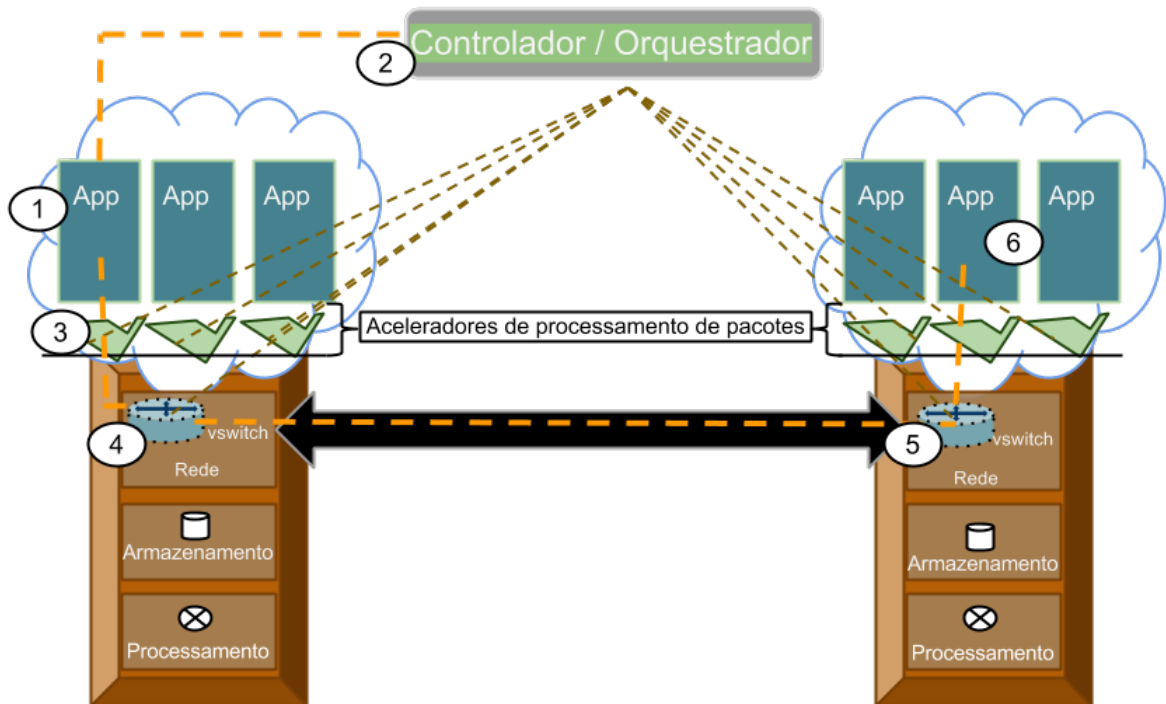 Controlador / Orquestrador
2
App
App
App
1
App
App
App
6
3
Aceleradores de processamento de pacotes
4
vswitch
Rede
5
vswitch
Rede
Armazenamento
Armazenamento
Processamento
Processamento